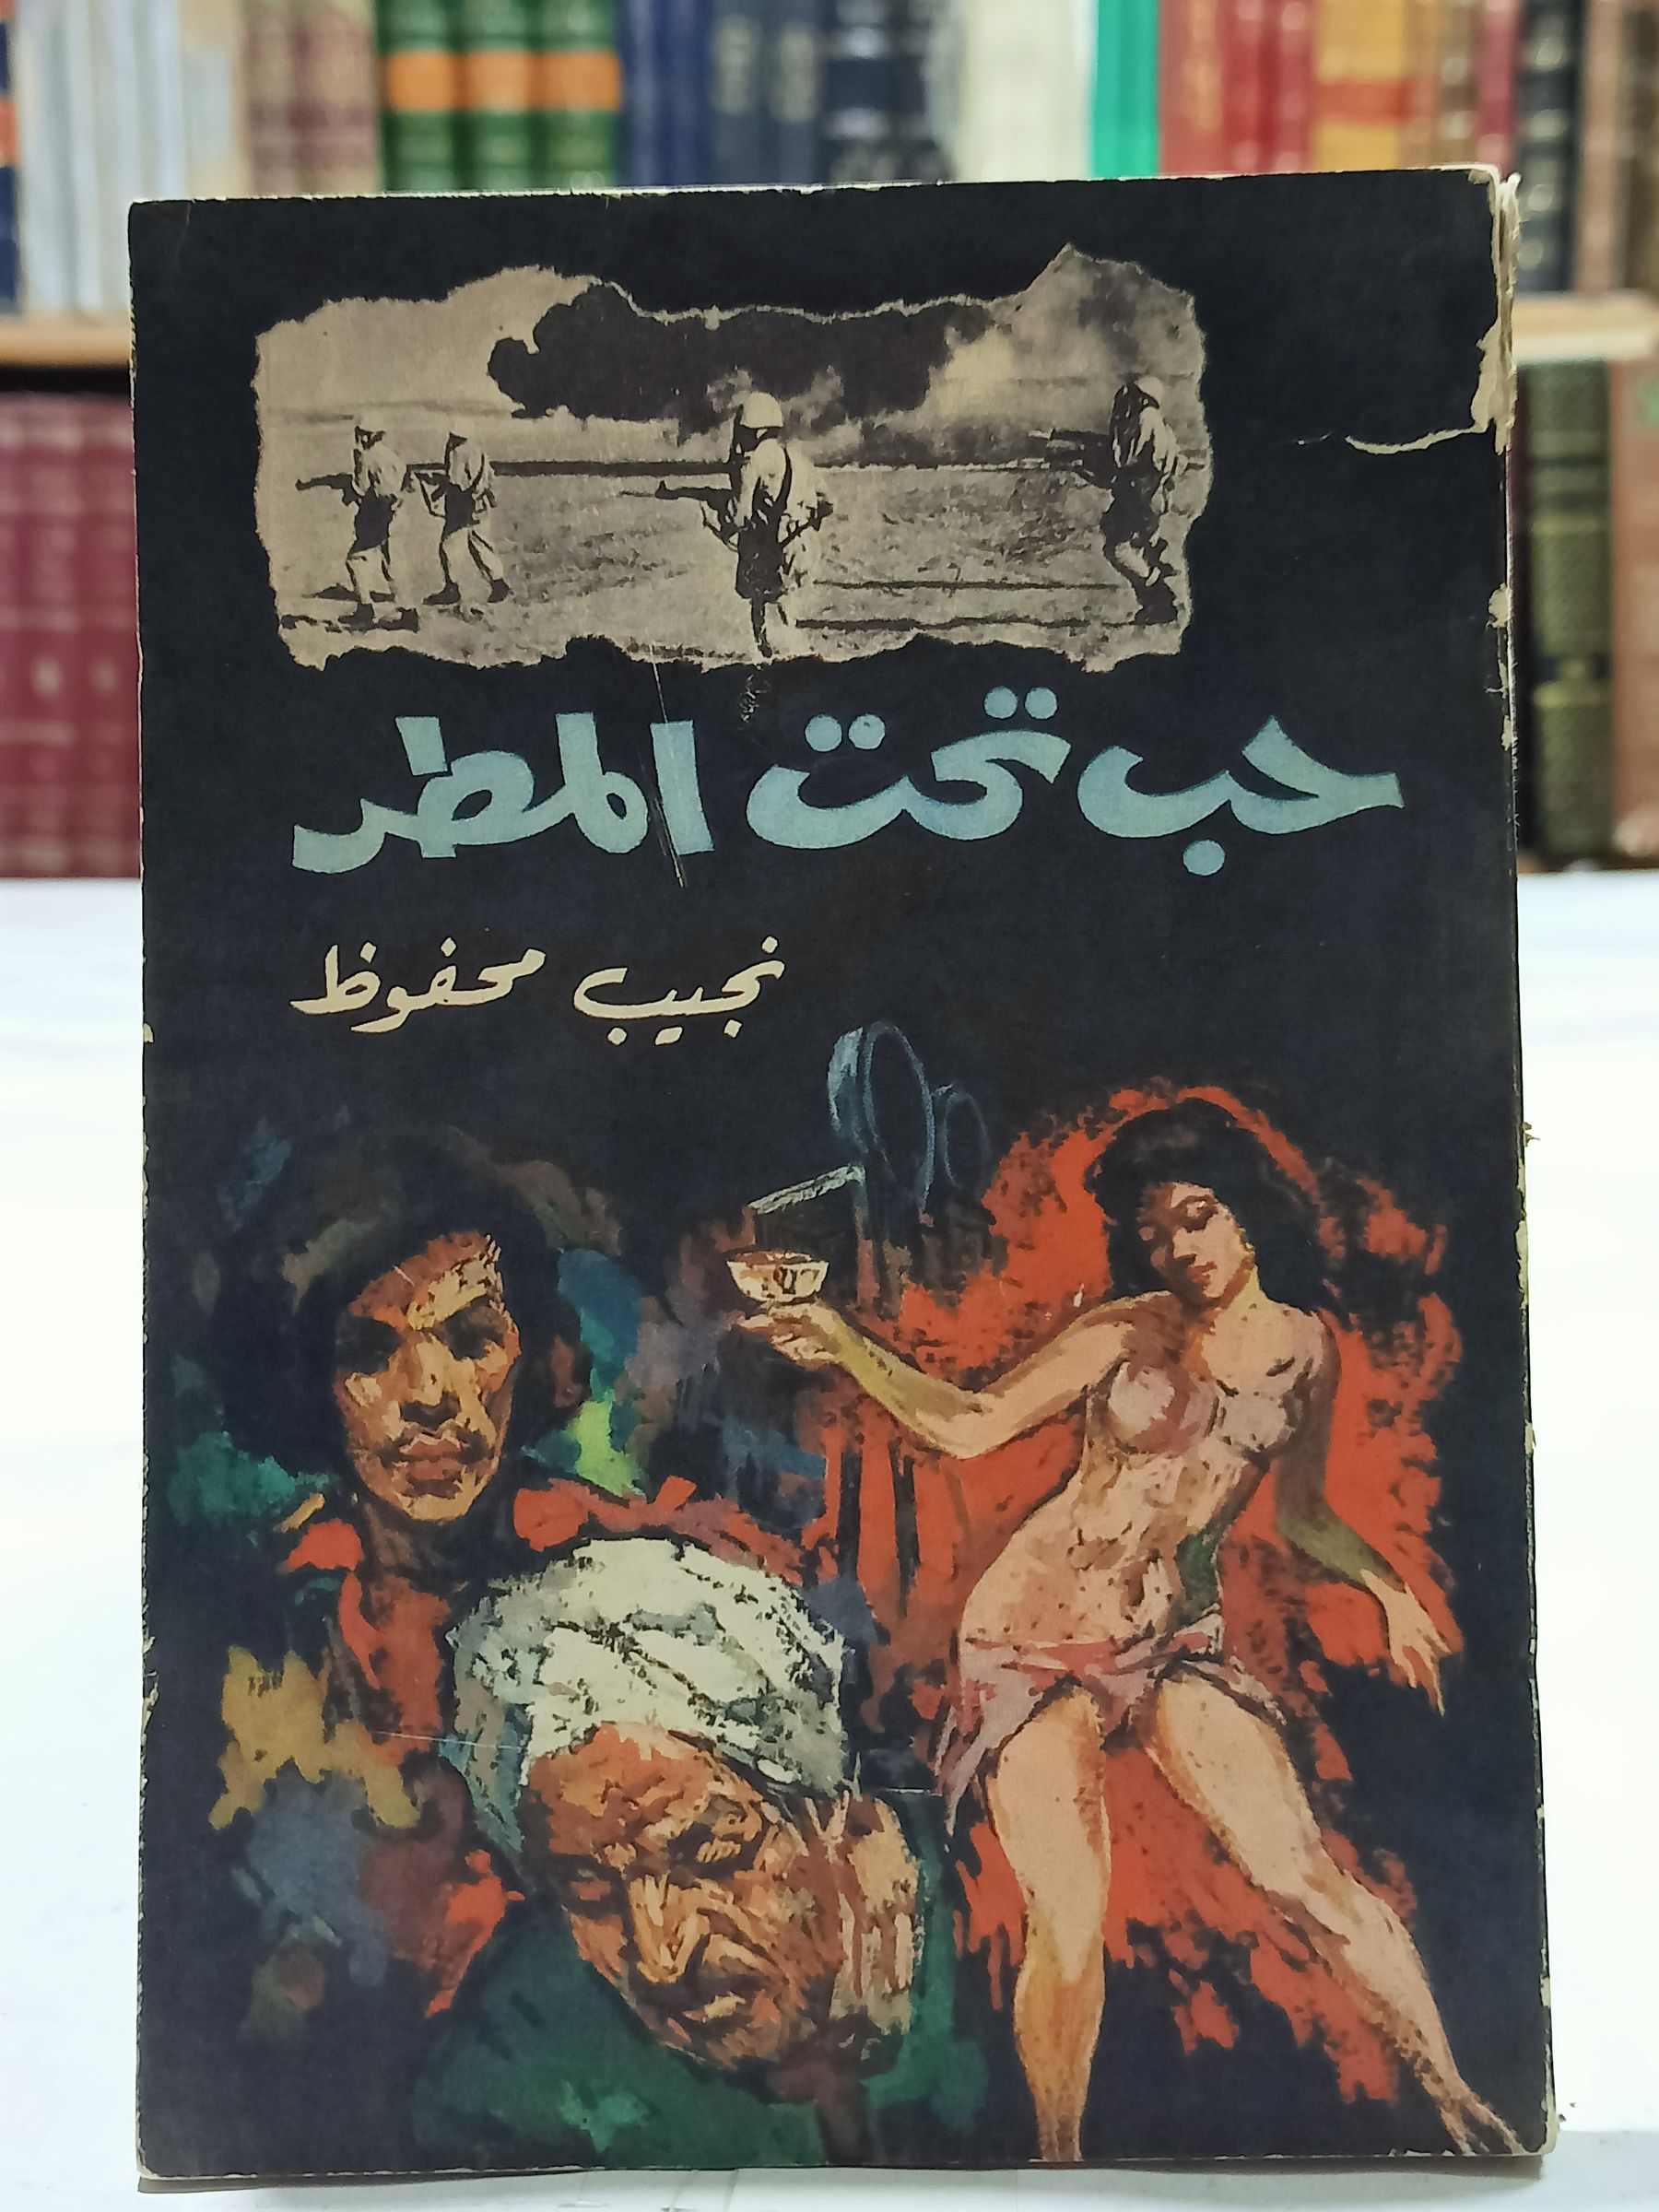 حب تحت المطر
نجيب محفوظ